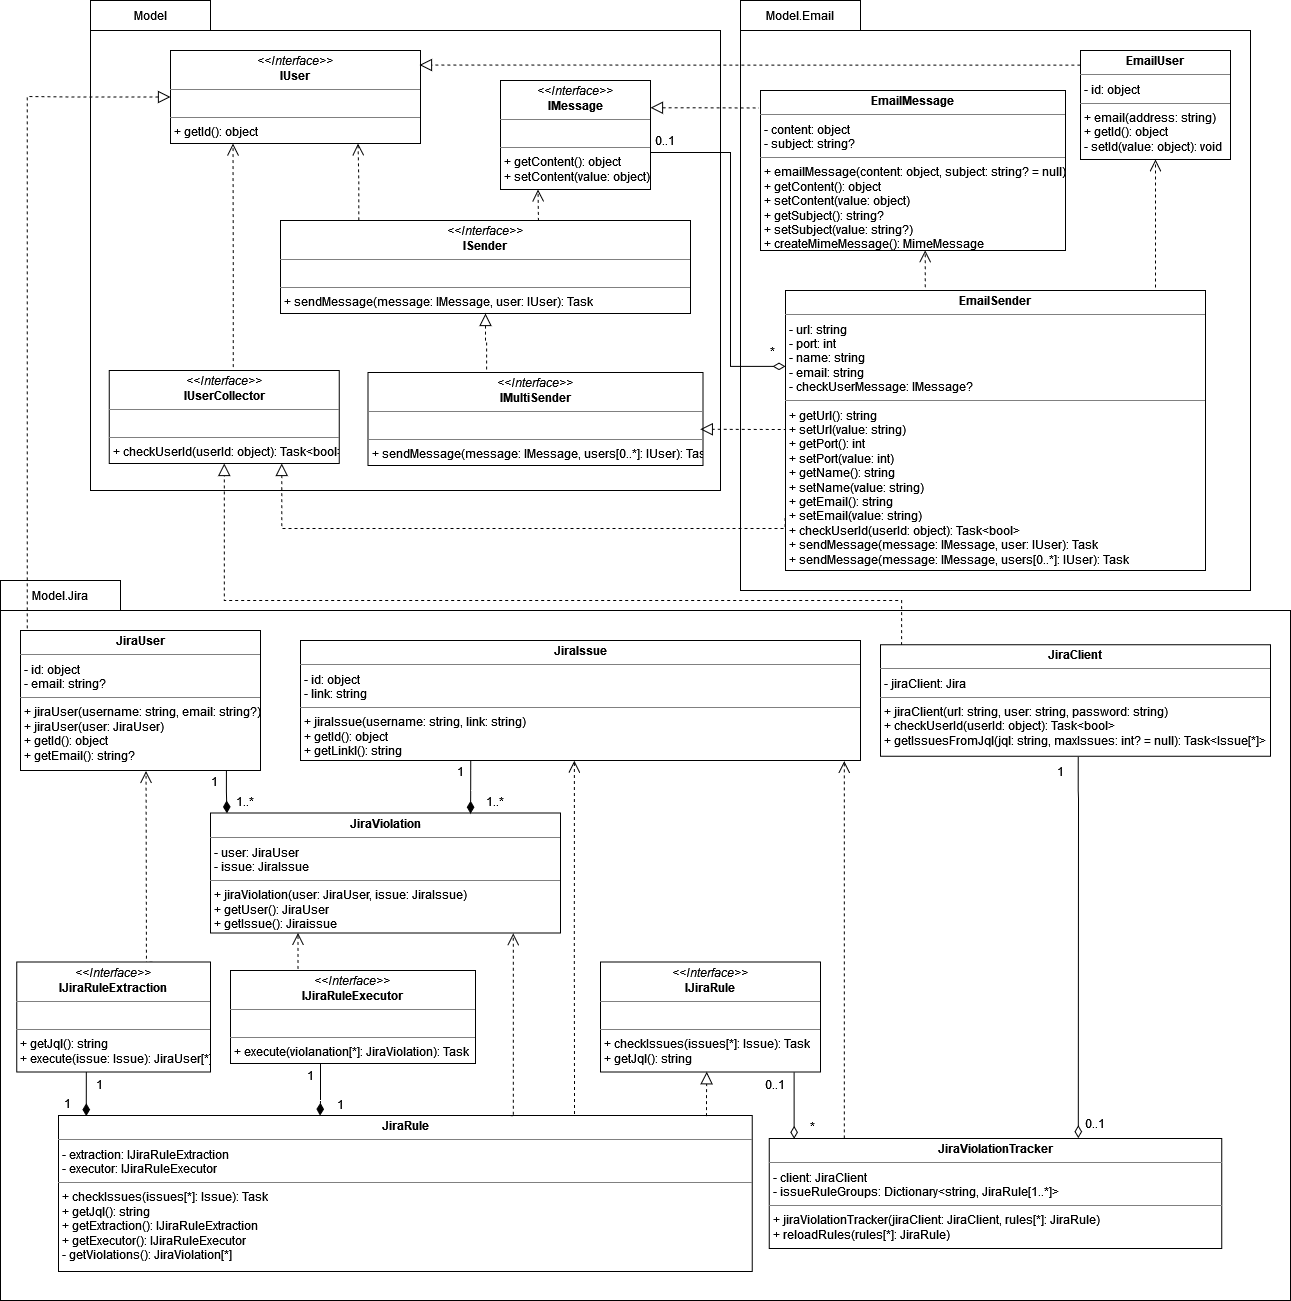 Model
<<Interface>>
IUser
+ getId(): object
<<Interface>>
IMessage
+ getContent(): object
+ setContent(value: object)
0..1
<<Interface>>
ISender
+ sendMessage(message: IMessage, user: IUser): Task
<<Interface>>
IUserCollector
+ checkUserId(userId: object): Task<bool>
<<Interface>>
IMultiSender
+ sendMessage(message: IMessage, users[0..*]: IUser): Tas
Model.Email
EmailUser
- id: object
+ email(address: string)
+ getId(): object
- setId(value: object): void
EmailMessage
- content: object
- subject: string?
+ emailMessage(content: object, subject: string? = null)
+ getContent(): object
+ setContent(value: object)
+ getSubject(): string?
+ setSubject(value: string?)
+ createMimeMessage(): MimeMessage
*
EmailSender
- url: string
- port: int
- name: string
- email: string
- checkUserMessage: IMessage?
+ getUrl(): string
+ setUrl(value: string)
+ getPort(): int
+ setPort(value: int)
+ getName(): string
+ setName(value: string)
+ getEmail(): string
+ setEmail(value: string)
+ checkUserId(userId: object): Task<bool>
+ sendMessage(message: IMessage, user: IUser): Task
+ sendMessage(message: IMessage, users[0..*]: IUser): Task
Model.Jira
JiraUser
- id: object
- email: string?
+ jiraUser(username: string, email: string?)
+ jiraUser(user: JiraUser)
+ getId(): object
+ getEmail(): string?
JiraIssue
- id: object
- link: string
+ jiraIssue(username: string, link: string)
+ getId(): object
+ getLinkI(): string
JiraClient
- jiraClient: Jira
+ jiraClient(url: string, user: string, password: string)
+ checkUserId(userId: object): Task<bool>
+ getIssuesFromJql(jql: string, maxIssues: int? = null): Task<Issue[*]>
1
1..*
1
1..*
1
JiraViolation
- user: JiraUser
- issue: JiraIssue
+ jiraViolation(user: JiraUser, issue: JiraIssue)
+ getUser(): JiraUser
+ getIssue(): Jiraissue
<<Interface>>
IJiraRuleExtraction
+ getJql(): string
+ execute(issue: Issue): JiraUser[*]
<<Interface>>
IJiraRuleExecutor
+ execute(violanation[*]: JiraViolation): Task
<<Interface>>
IJiraRule
+ checkIssues(issues[*]: Issue): Task
+ getJql(): string
1
1
1
1
0..1
*
0..1
JiraRule
- extraction: IJiraRuleExtraction
- executor: IJiraRuleExecutor
+ checkIssues(issues[*]: Issue): Task
+ getJql(): string
+ getExtraction(): IJiraRuleExtraction
+ getExecutor(): IJiraRuleExecutor
- getViolations(): JiraViolation[*]
JiraViolationTracker
- client: JiraClient
- issueRuleGroups: Dictionary<string, JiraRule[1..*]>
+ jiraViolationTracker(jiraClient: JiraClient, rules[*]: JiraRule)
+ reloadRules(rules[*]: JiraRule)